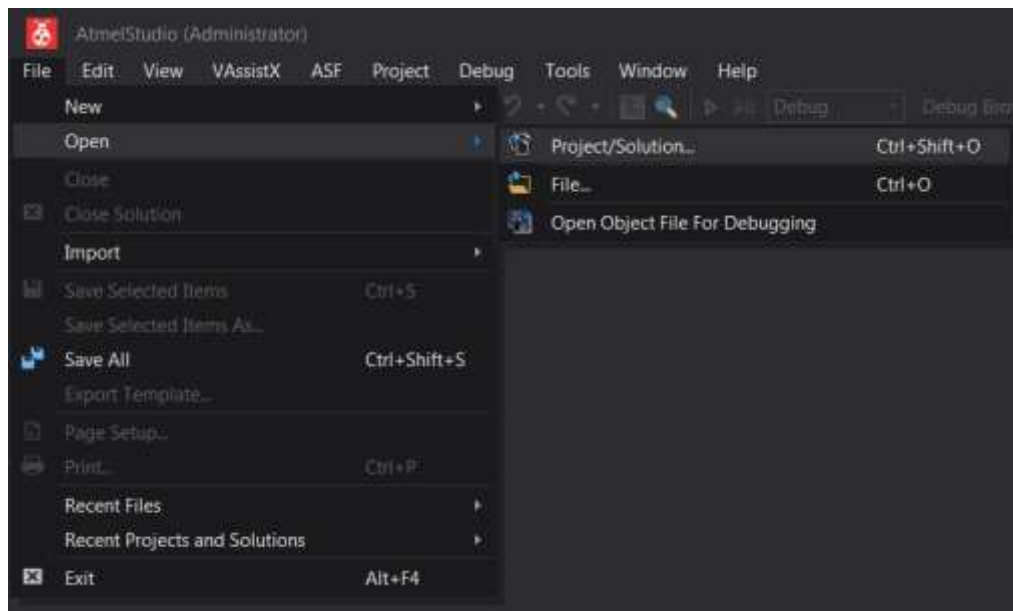 AtmelStudio (Administrator)
File Edit View VAssistX ASF Project Debug Tools Window Help
New
Debug
Debug Bro
Open
Project/Solution... Ctrl+Shift+O
Close
File... Ctrl+O
Close Solution
Open Object File For Debugging
Import
Save Selected Items Ctrl+S
Save Selected Items As...
Save All Ctrl+Shift+S
Export Template...
Page Setup...
Print... Ctrl+P
Recent Files
Recent Projects and Solutions
Exit Alt+F4